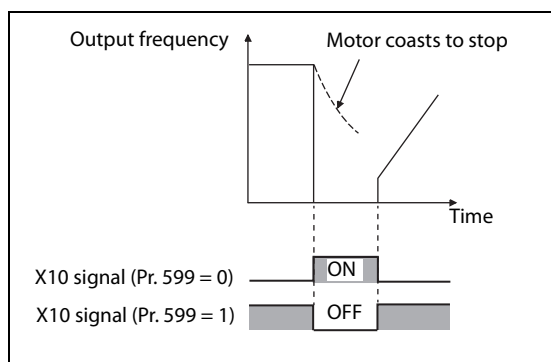 Output frequency
Motor coasts to stop
Time
X10 signal (Pr. 599 = 0)
ON
X10 signal (Pr. 599 = 1)
OFF